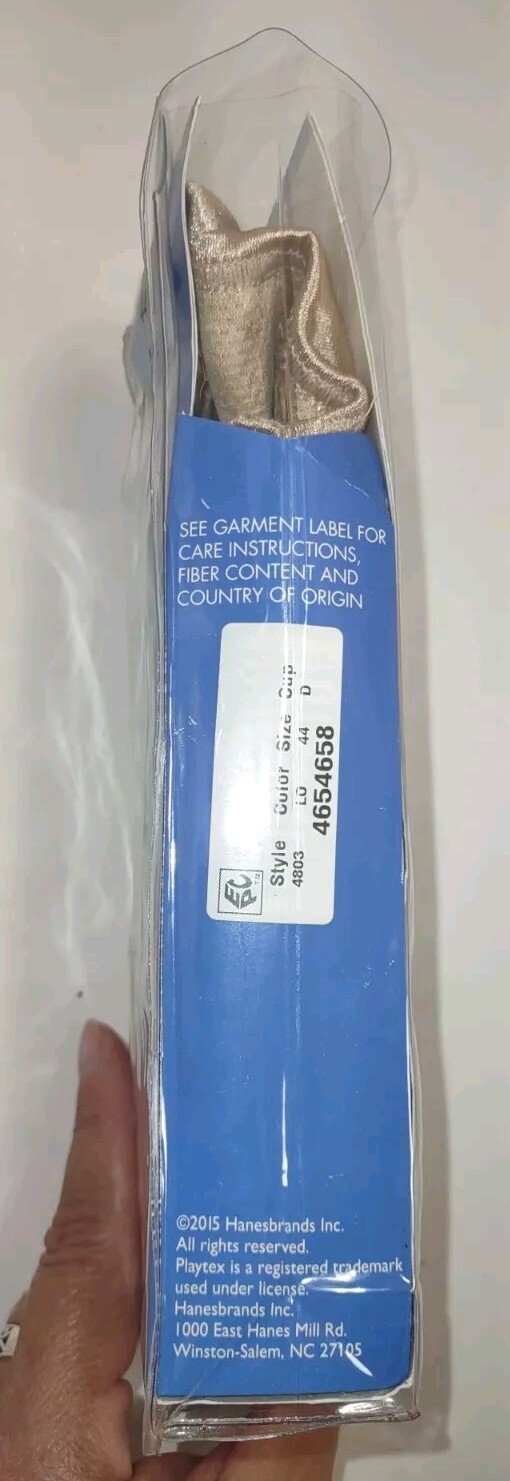 SEE GARMENT LABEL FOR
CARE INSTRUCTIONS,
FIBER CONTENT AND
COUNTRY OF ORIGIN
Style Color Size Cup
4803 LO 44 D
4654658
©2015 Hanesbrands Inc.
All rights reserved.
Playtex is a registered trademark
used under license.
Hanesbrands Inc.
1000 East Hanes Mill Rd.
Winston-Salem, NC 27105